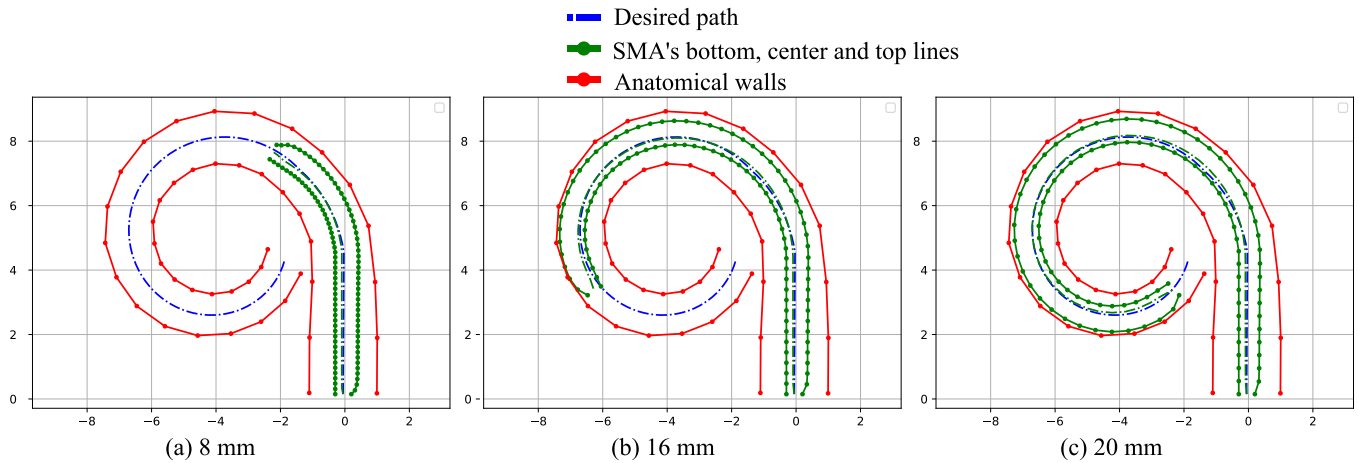 Desired path
SMA's bottom, center and top lines
Anatomical walls
8
6
4
2
0
−8 −6 −4 −2 0 2
8
6
4
2
0
−8 −6 −4 −2 0 2
8
6
4
2
0
−8 −6 −4 −2 0 2
(a) 8 mm
(b) 16 mm
(c) 20 mm